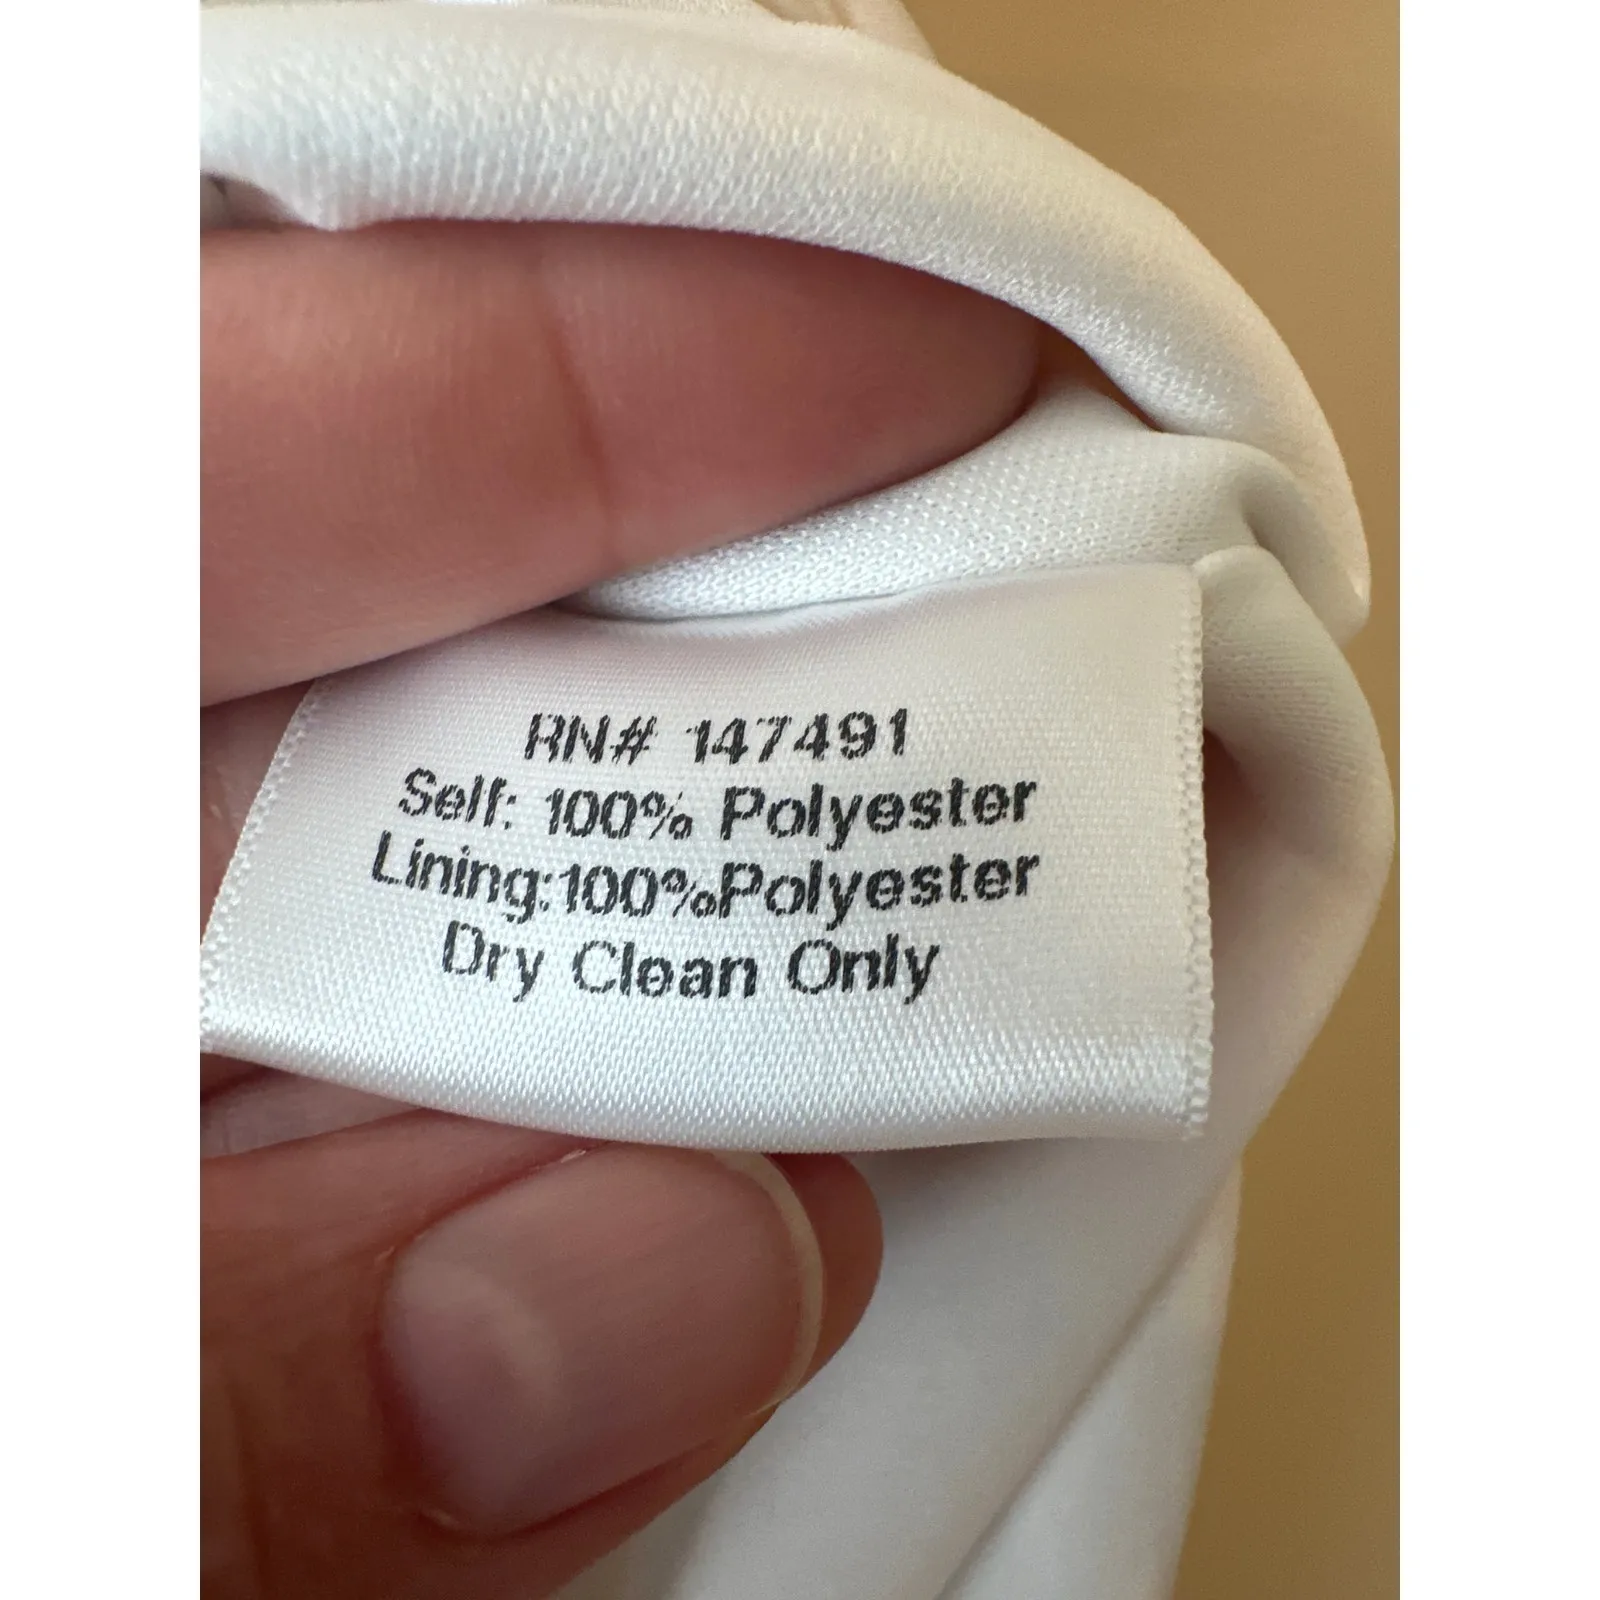 RN# 147491
Self: 100% Polyester
Lining:100%Polyester
Dry Clean Only